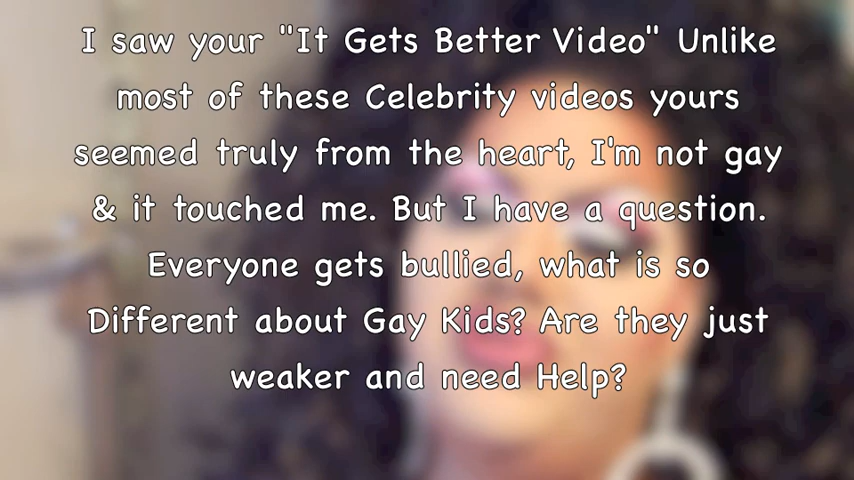 I saw your "It Gets Better Video" Unlike
most of these Celebrity videos yours
seemed truly from the heart, I'm not gay
& it touched me. But I have a question.
Everyone gets bullied, what is so
Different about Gay Kids? Are they just
weaker and need Help?